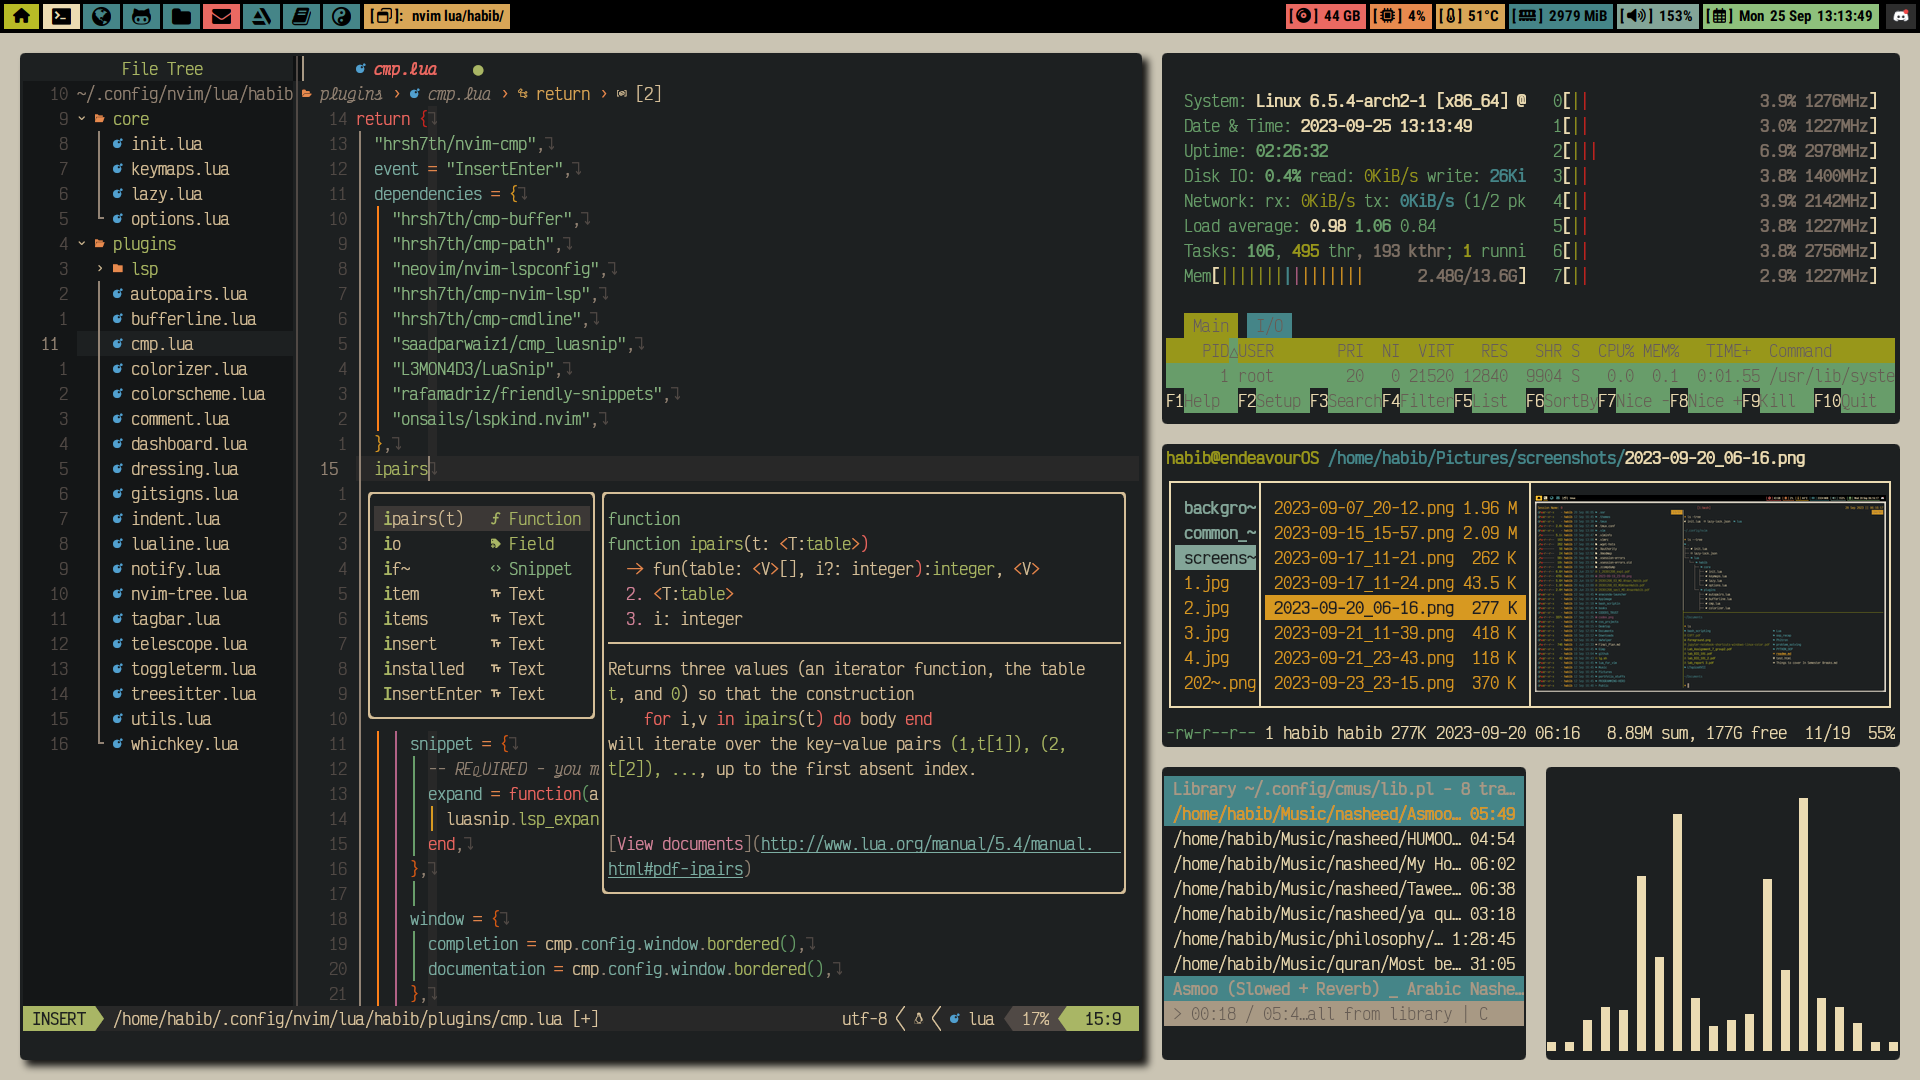 [ ]: nvim lua/habib/
[ ] 44 GB
[ ] 4%
[ ] 51°C
[ ] 2979 MiB
[ ] 153%
[ ] Mon 25 Sep 13:13:49
File Tree
10 ~/.config/nvim/lua/habib
9 core
8 init.lua
7 keymaps.lua
6 lazy.lua
5 options.lua
4 plugins
3 lsp
2 autopairs.lua
1 bufferline.lua
11 cmp.lua
1 colorizer.lua
2 colorscheme.lua
3 comment.lua
4 dashboard.lua
5 dressing.lua
6 gitsigns.lua
7 indent.lua
8 lualine.lua
9 notify.lua
10 nvim-tree.lua
11 tagbar.lua
12 telescope.lua
13 toggleterm.lua
14 treesitter.lua
15 utils.lua
16 whichkey.lua
cmp.lua
plugins › cmp.lua › return › [2]
14 return {
13 "hrsh7th/nvim-cmp",
12 event = "InsertEnter",
11 dependencies = {
10 "hrsh7th/cmp-buffer",
9 "hrsh7th/cmp-path",
8 "neovim/nvim-lspconfig",
7 "hrsh7th/cmp-nvim-lsp",
6 "hrsh7th/cmp-cmdline",
5 "saadparwaiz1/cmp_luasnip",
4 "L3MON4D3/LuaSnip",
3 "rafamadriz/friendly-snippets",
2 "onsails/lspkind.nvim",
1 },
15 ipairs
1
2 ipairs(t) Function
3 io Field
4 if~ Snippet
5 item Text
6 items Text
7 insert Text
8 installed Text
9 InsertEnter Text
10
function
function ipairs(t: <T:table>)
→ fun(table: <V>[], i?: integer):integer, <V>
2. <T:table>
3. i: integer
Returns three values (an iterator function, the table
t, and 0) so that the construction
for i,v in ipairs(t) do body end
will iterate over the key-value pairs (1,t[1]), (2,
t[2]), ..., up to the first absent index.
[View documents](http://www.lua.org/manual/5.4/manual.
html#pdf-ipairs)
11 snippet = {
12 -- REQUIRED - you m
13 expand = function(a
14 luasnip.lsp_expan
15 end,
16 },
17
18 window = {
19 completion = cmp.config.window.bordered(),
20 documentation = cmp.config.window.bordered(),
21 },
INSERT /home/habib/.config/nvim/lua/habib/plugins/cmp.lua [+] utf-8 lua 17% 15:9
System: Linux 6.5.4-arch2-1 [x86_64] @
Date & Time: 2023-09-25 13:13:49
Uptime: 02:26:32
Disk IO: 0.4% read: 0KiB/s write: 26Ki
Network: rx: 0KiB/s tx: 0KiB/s (1/2 pk
Load average: 0.98 1.06 0.84
Tasks: 106, 495 thr, 193 kthr; 1 runni
Mem[|||||||||||||||| 2.48G/13.6G]
0[|| 3.9% 1276MHz]
1[|| 3.0% 1227MHz]
2[||| 6.9% 2978MHz]
3[|| 3.8% 1400MHz]
4[|| 3.9% 2142MHz]
5[|| 3.8% 1227MHz]
6[|| 3.8% 2756MHz]
7[|| 2.9% 1227MHz]
Main I/O
PID△USER PRI NI VIRT RES SHR S CPU% MEM% TIME+ Command
1 root 20 0 21520 12840 9904 S 0.0 0.1 0:01.55 /usr/lib/syste
F1Help F2Setup F3SearchF4FilterF5List F6SortByF7Nice -F8Nice +F9Kill F10Quit
habib@endeavourOS /home/habib/Pictures/screenshots/2023-09-20_06-16.png
backgro~
common_~
screens~
1.jpg
2.jpg
3.jpg
4.jpg
202~.png
2023-09-07_20-12.png 1.96 M
2023-09-15_15-57.png 2.09 M
2023-09-17_11-21.png 262 K
2023-09-17_11-24.png 43.5 K
2023-09-20_06-16.png 277 K
2023-09-21_11-39.png 418 K
2023-09-21_23-43.png 118 K
2023-09-23_23-15.png 370 K
-rw-r--r-- 1 habib habib 277K 2023-09-20 06:16 8.89M sum, 177G free 11/19 55%
Library ~/.config/cmus/lib.pl - 8 tra…
/home/habib/Music/nasheed/Asmoo… 05:49
/home/habib/Music/nasheed/HUMOO… 04:54
/home/habib/Music/nasheed/My Ho… 06:02
/home/habib/Music/nasheed/Tawee… 06:38
/home/habib/Music/nasheed/ya qu… 03:18
/home/habib/Music/philosophy/… 1:28:45
/home/habib/Music/quran/Most be… 31:05
Asmoo (Slowed + Reverb) _ Arabic Nashe…
> 00:18 / 05:4…all from library | C